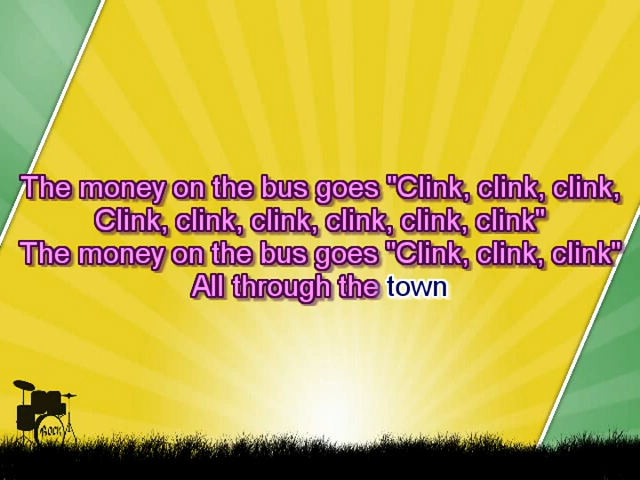 The money on the bus goes "Clink, clink, clink,
Clink, clink, clink, clink, clink, clink"
The money on the bus goes "Clink, clink, clink"
All through the town
ROCK